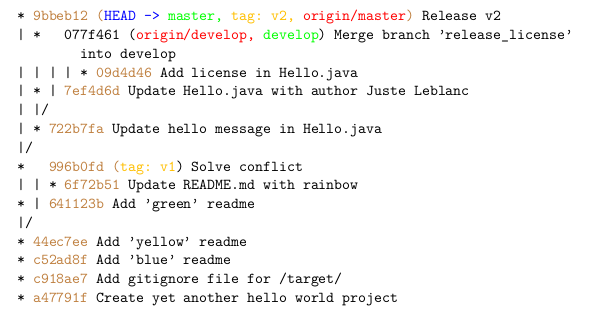 * 9bbeb12 (HEAD -> master, tag: v2, origin/master) Release v2
| *   077f461 (origin/develop, develop) Merge branch ’release_license’
into develop
| | | | * 09d4d46 Add license in Hello.java
| * | 7ef4d6d Update Hello.java with author Juste Leblanc
| |/
| * 722b7fa Update hello message in Hello.java
|/
*   996b0fd (tag: v1) Solve conflict
| | * 6f72b51 Update README.md with rainbow
* | 641123b Add ’green’ readme
|/
* 44ec7ee Add ’yellow’ readme
* c52ad8f Add ’blue’ readme
* c918ae7 Add gitignore file for /target/
* a47791f Create yet another hello world project